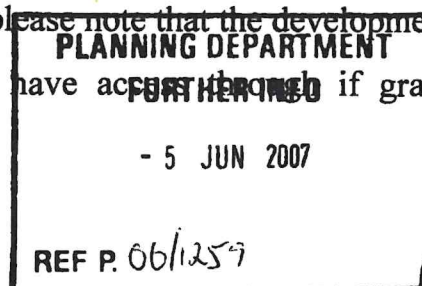 please note that the developme
PLANNING DEPARTMENT
have access through if gra
FURTHER INFO
- 5 JUN 2007
REF P. 06/1259